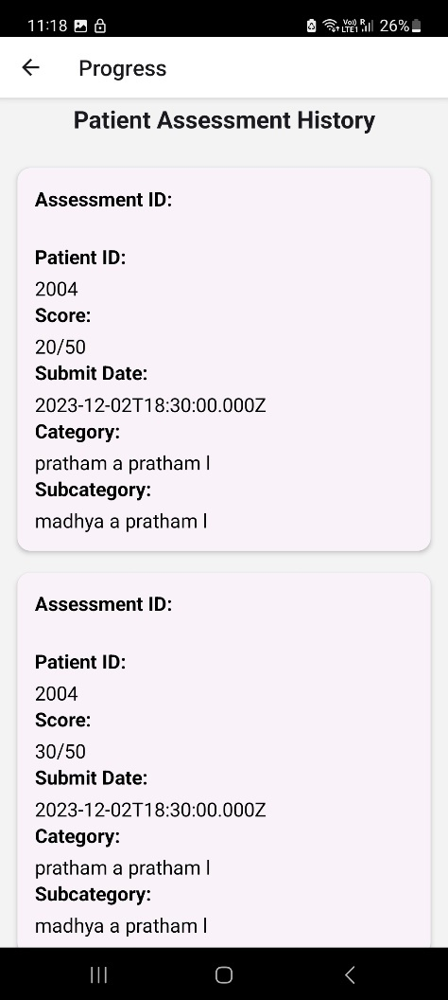 11:18 Vo)) R LTE1 26%
Progress
Patient Assessment History
Assessment ID:
Patient ID:
2004
Score:
20/50
Submit Date:
2023-12-02T18:30:00.000Z
Category:
pratham a pratham l
Subcategory:
madhya a pratham l
Assessment ID:
Patient ID:
2004
Score:
30/50
Submit Date:
2023-12-02T18:30:00.000Z
Category:
pratham a pratham l
Subcategory:
madhya a pratham l